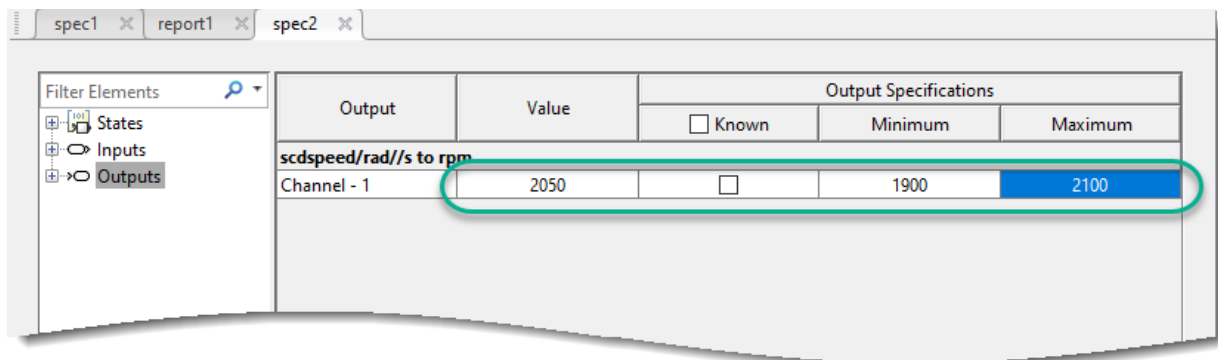 spec1 report1 spec2
Filter Elements
States
Inputs
Outputs
Output Value Output Specifications
Known Minimum Maximum
scdspeed/rad//s to rpm
Channel - 1 2050 1900 2100